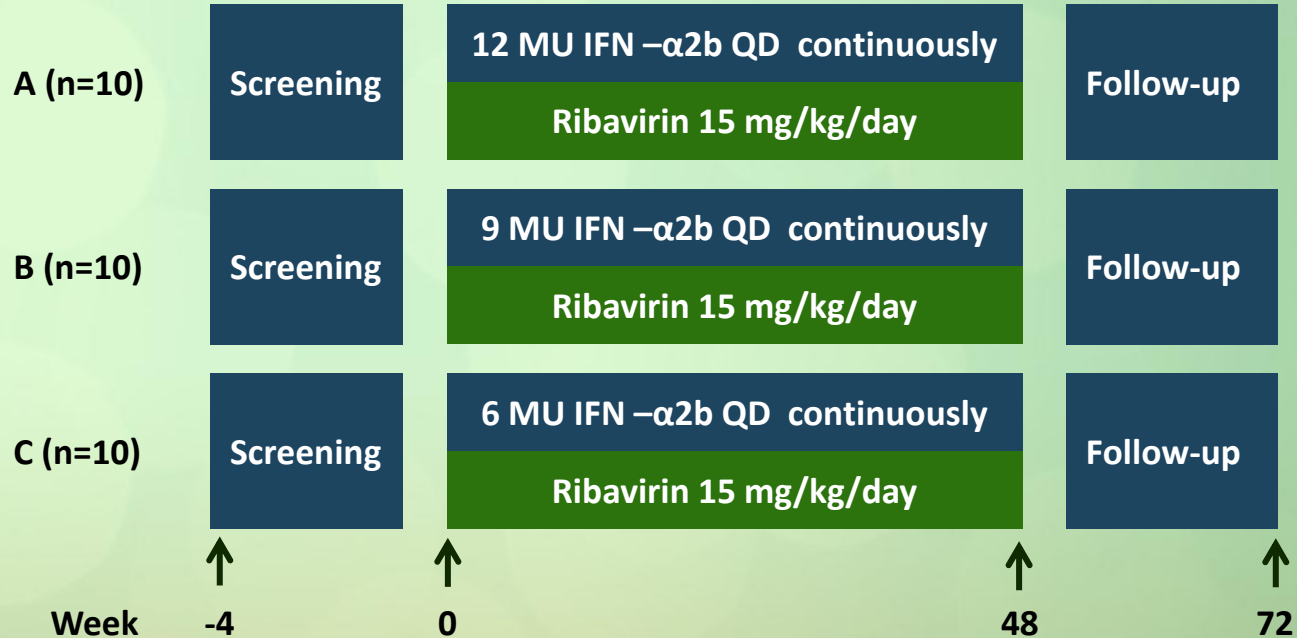 12 MU IFN –α2b QD continuously
A (n=10) Screening Follow-up
Ribavirin 15 mg/kg/day
9 MU IFN –α2b QD continuously
B (n=10) Screening Follow-up
Ribavirin 15 mg/kg/day
6 MU IFN –α2b QD continuously
C (n=10) Screening Follow-up
Ribavirin 15 mg/kg/day
Week -4 0 48 72